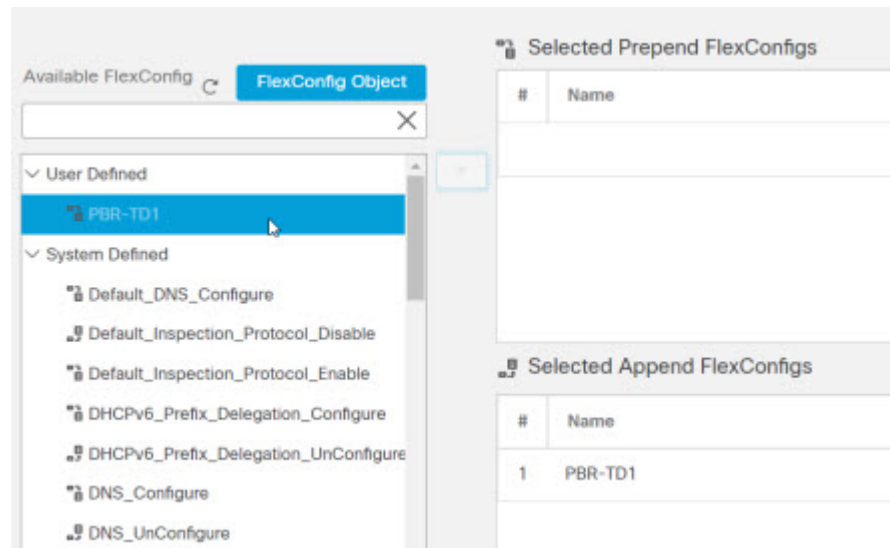 Available FlexConfig
FlexConfig Object
User Defined
PBR-TD1
System Defined
Default_DNS_Configure
Default_Inspection_Protocol_Disable
Default_Inspection_Protocol_Enable
DHCPv6_Prefix_Delegation_Configure
DHCPv6_Prefix_Delegation_UnConfigure
DNS_Configure
DNS_UnConfigure
Selected Prepend FlexConfigs
# Name
Selected Append FlexConfigs
# Name
1 PBR-TD1